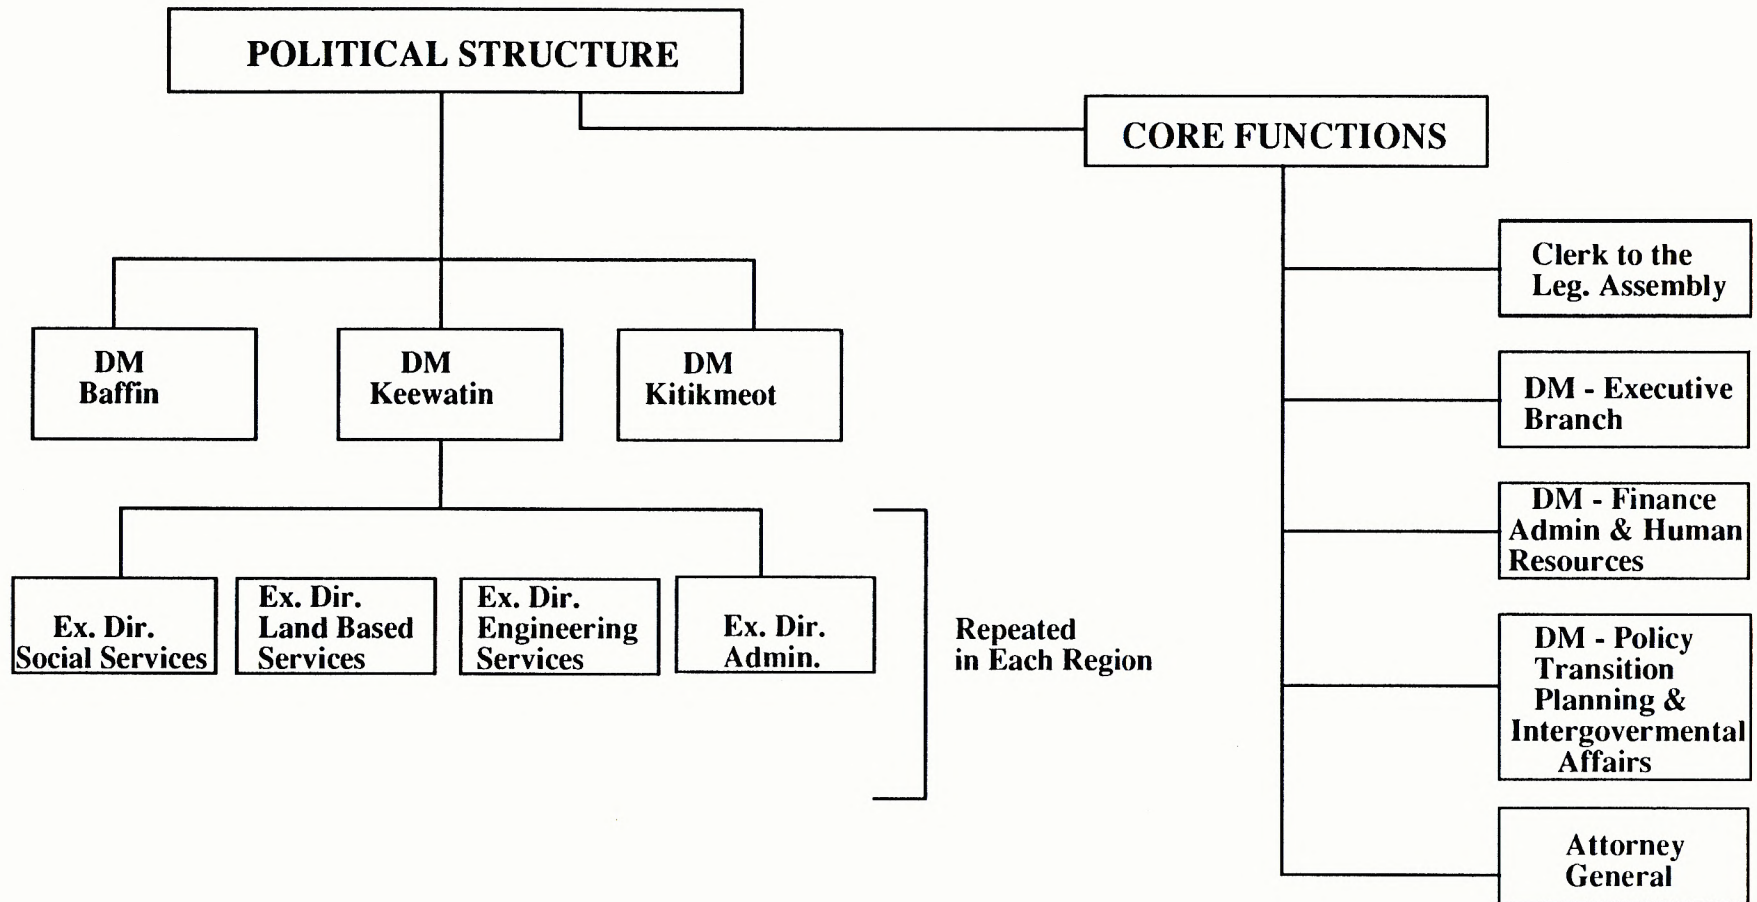 POLITICAL STRUCTURE
CORE FUNCTIONS
DM
Baffin
DM
Keewatin
DM
Kitikmeot
Ex. Dir.
Social Services
Ex. Dir.
Land Based
Services
Ex. Dir.
Engineering
Services
Ex. Dir.
Admin.
Repeated
in Each Region
Clerk to the
Leg. Assembly
DM - Executive
Branch
DM - Finance
Admin & Human
Resources
DM - Policy
Transition
Planning &
Intergovermental
Affairs
Attorney
General